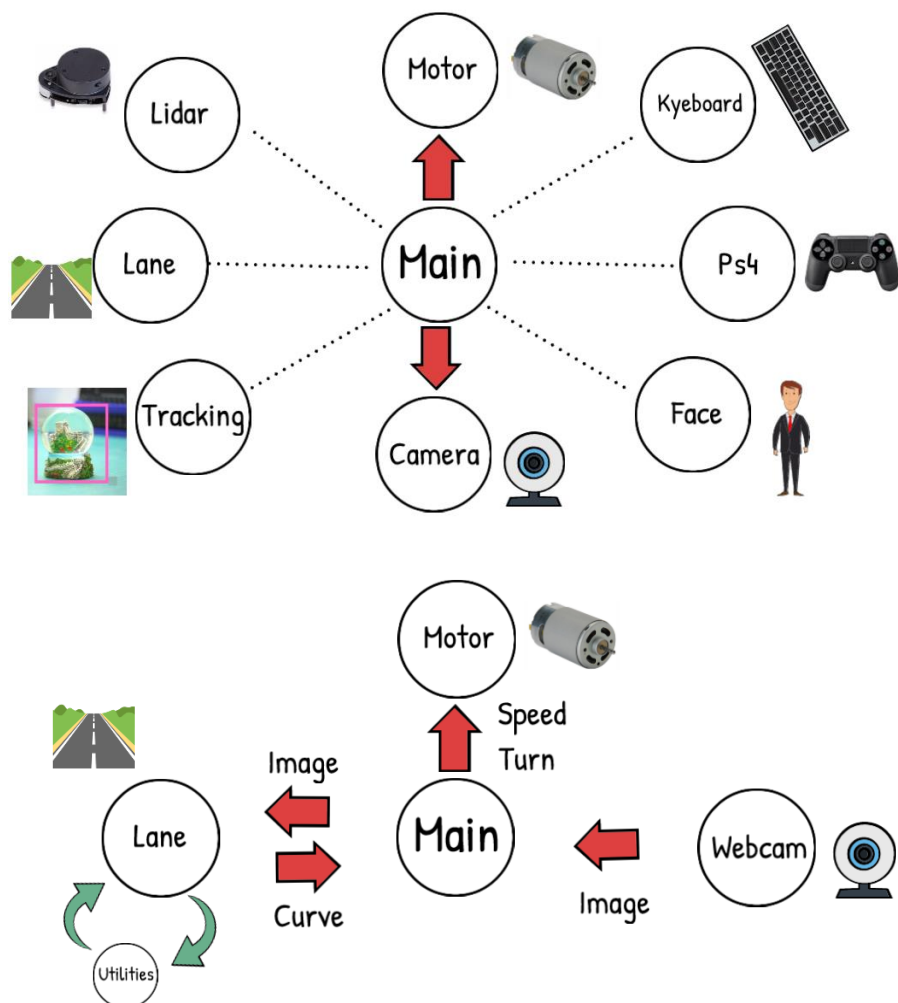 Motor
Lidar
Kyeboard
Lane
Main
Ps4
Tracking
Camera
Face
Motor
Speed
Turn
Image
Lane
Main
Webcam
Curve
Image
Utilities